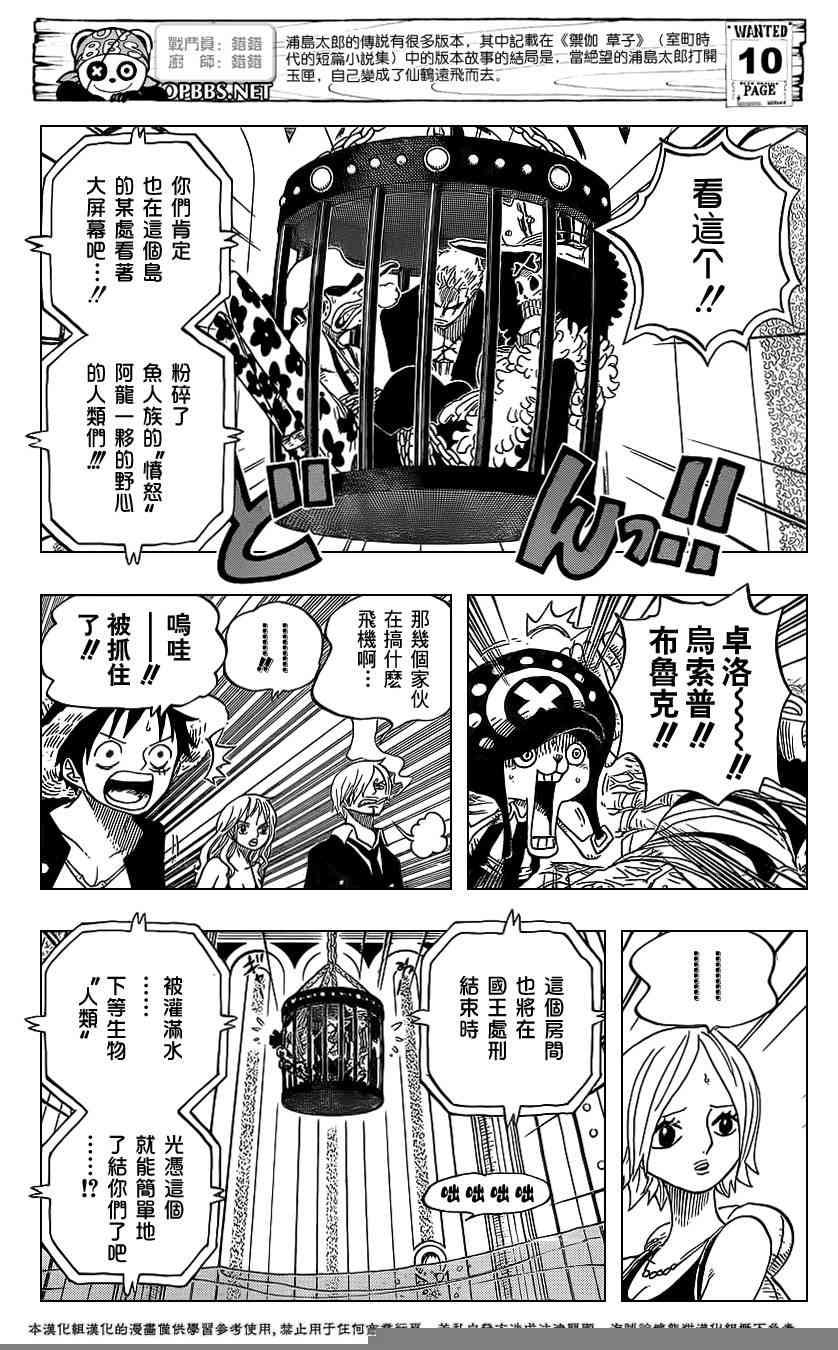 戰鬥員：錯錯
廚　師：錯錯
OPBBS.NET
浦島太郎的傳説有很多版本，其中記載在《禦伽 草子》（室町時
代的短篇小説集）中的版本故事的結局是，當絶望的浦島太郎打開
玉匣，自己變成了仙鶴遠飛而去。
WANTED
10
PAGE
看這个!!
你們肯定
也在這個島
的某處看著
大屏幕吧…!!
粉碎了
魚人族的“憤怒”
阿龍一夥的野心
的人類們!!!
どんっ!!
卓洛～～!!
烏索普!!
布魯克!!
那幾個家伙
在搞什麽
飛機啊…
……!!
嗚哇
──!!
被抓住
了!!
……
這個房間
也將在
國王處刑
結束時
被灌滿水
……
下等生物
“人類”
光憑這個
就能簡單地
了結你們了吧
……!?
咄咄咄咄
本漢化組漢化的漫畫僅供學習參考使用,禁止用于任何